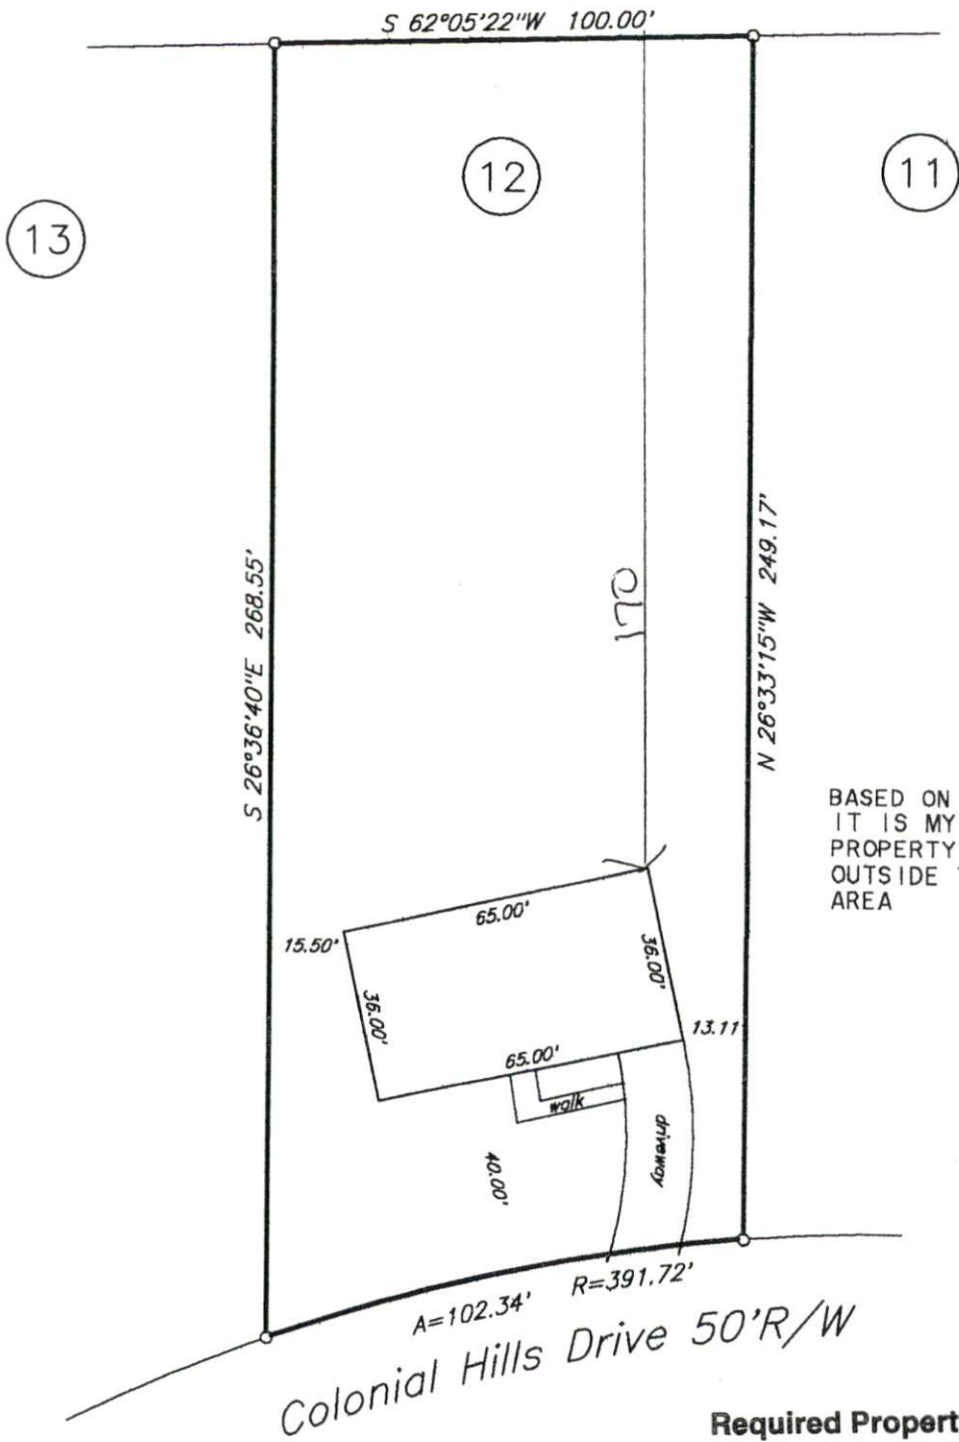 S 62°05'22"W 100.00'
12
11
13
S 26°36'40"E 268.55'
170
N 26°33'15"W 249.17'
BASED ON
IT IS MY
PROPERTY
OUTSIDE
AREA
65.00'
15.50'
36.00'
36.00'
13.11
65.00'
walk
driveway
40.00'
R=391.72'
A=102.34'
Colonial Hills Drive 50'R/W
Required Propert